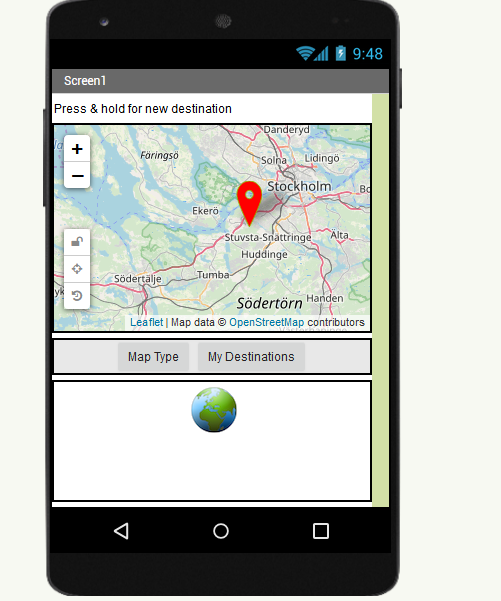 9:48
Screen1
Press & hold for new destination
Danderyd
Färingsö
Solna
Lidingö
Stockholm
Ekerö
Stuvsta-Snättringe
Älta
Huddinge
Tumba
Södertälje
Södertörn
Handen
+
−
Leaflet | Map data © OpenStreetMap contributors
Map Type
My Destinations